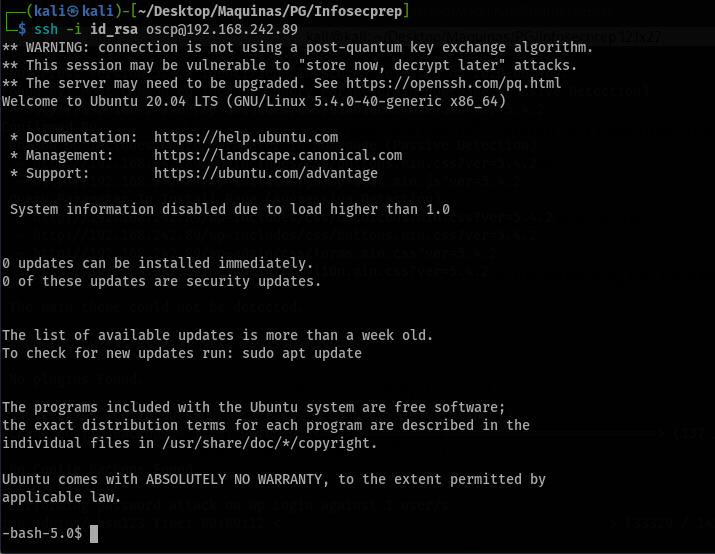 ┌──(kali㉿kali)-[~/Desktop/Maquinas/PG/Infosecprep]
└─$ ssh -i id_rsa oscp@192.168.242.89
** WARNING: connection is not using a post-quantum key exchange algorithm.
** This session may be vulnerable to "store now, decrypt later" attacks.
** The server may need to be upgraded. See https://openssh.com/pq.html
Welcome to Ubuntu 20.04 LTS (GNU/Linux 5.4.0-40-generic x86_64)
* Documentation:  https://help.ubuntu.com
* Management:     https://landscape.canonical.com
* Support:        https://ubuntu.com/advantage
System information disabled due to load higher than 1.0
0 updates can be installed immediately.
0 of these updates are security updates.
The list of available updates is more than a week old.
To check for new updates run: sudo apt update
The programs included with the Ubuntu system are free software;
the exact distribution terms for each program are described in the
individual files in /usr/share/doc/*/copyright.
Ubuntu comes with ABSOLUTELY NO WARRANTY, to the extent permitted by
applicable law.
-bash-5.0$